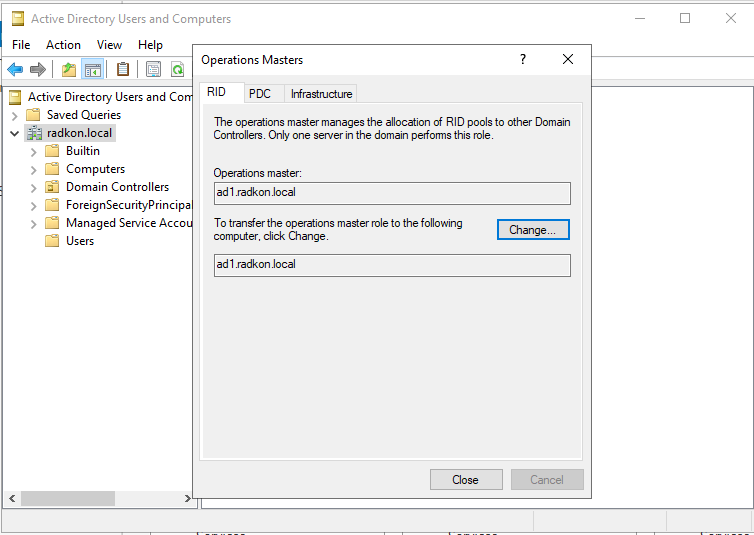 Active Directory Users and Computers
File Action View Help
Operations Masters
?
RID PDC Infrastructure
The operations master manages the allocation of RID pools to other Domain
Controllers. Only one server in the domain performs this role.
Operations master:
ad1.radkon.local
To transfer the operations master role to the following
computer, click Change.
Change...
ad1.radkon.local
Close Cancel
Active Directory Users and Com
Saved Queries
radkon.local
Builtin
Computers
Domain Controllers
ForeignSecurityPrincipa
Managed Service Accou
Users